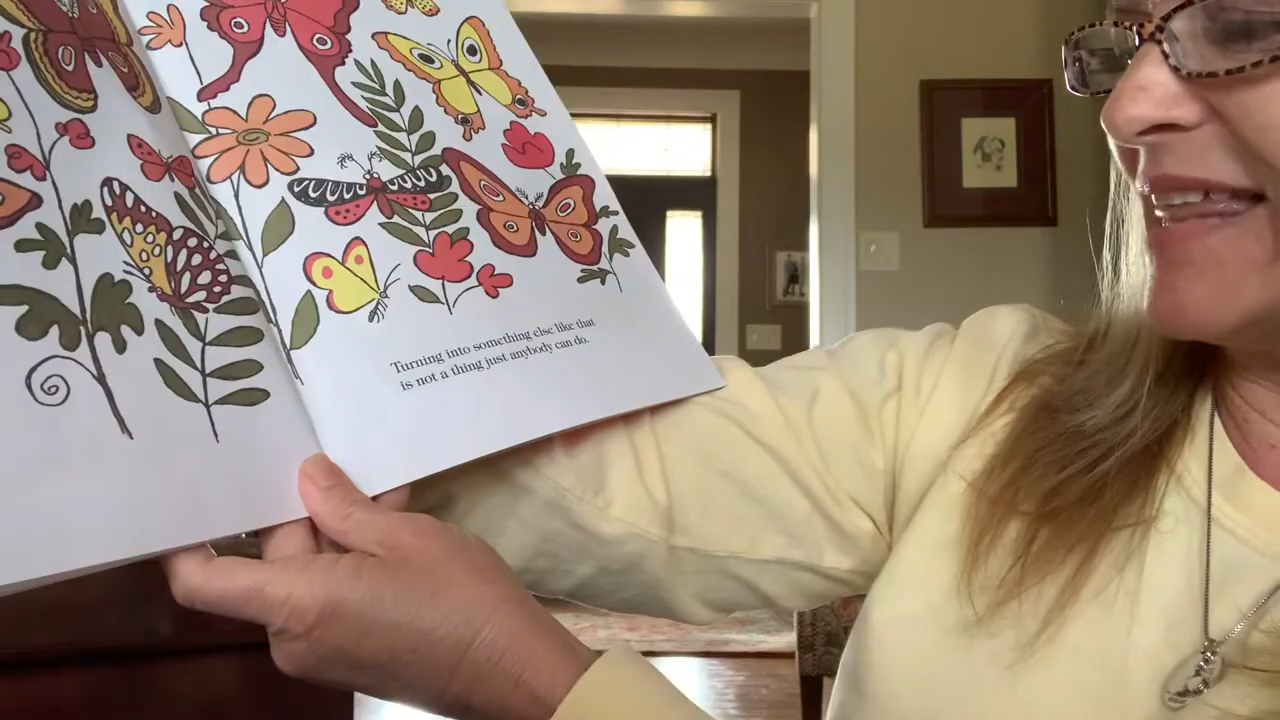 Turning into something else like that
is not a thing just anybody can do.